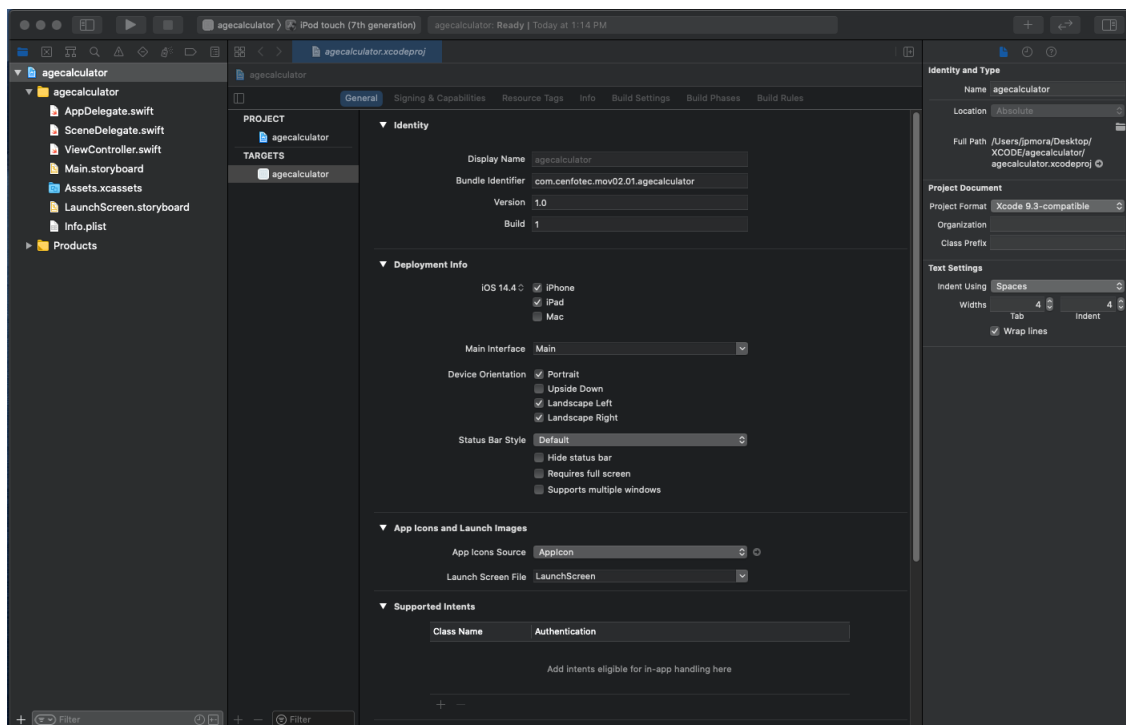 agecalculator
iPod touch (7th generation)
agecalculator: Ready | Today at 1:14 PM
agecalculator.xcodeproj
agecalculator
agecalculator
AppDelegate.swift
SceneDelegate.swift
ViewController.swift
Main.storyboard
Assets.xcassets
LaunchScreen.storyboard
Info.plist
Products
Filter
agecalculator
General Signing & Capabilities Resource Tags Info Build Settings Build Phases Build Rules
PROJECT
agecalculator
TARGETS
agecalculator
Filter
Identity
Display Name agecalculator
Bundle Identifier com.cenfotec.mov02.01.agecalculator
Version 1.0
Build 1
Deployment Info
iOS 14.4 iPhone
iPad
Mac
Main Interface Main
Device Orientation Portrait
Upside Down
Landscape Left
Landscape Right
Status Bar Style Default
Hide status bar
Requires full screen
Supports multiple windows
App Icons and Launch Images
App Icons Source AppIcon
Launch Screen File LaunchScreen
Supported Intents
Class Name Authentication
Add intents eligible for in-app handling here
Identity and Type
Name agecalculator
Location Absolute
Full Path /Users/jpmora/Desktop/
XCODE/agecalculator/
agecalculator.xcodeproj
Project Document
Project Format Xcode 9.3-compatible
Organization
Class Prefix
Text Settings
Indent Using Spaces
Widths 4 4
Tab Indent
Wrap lines